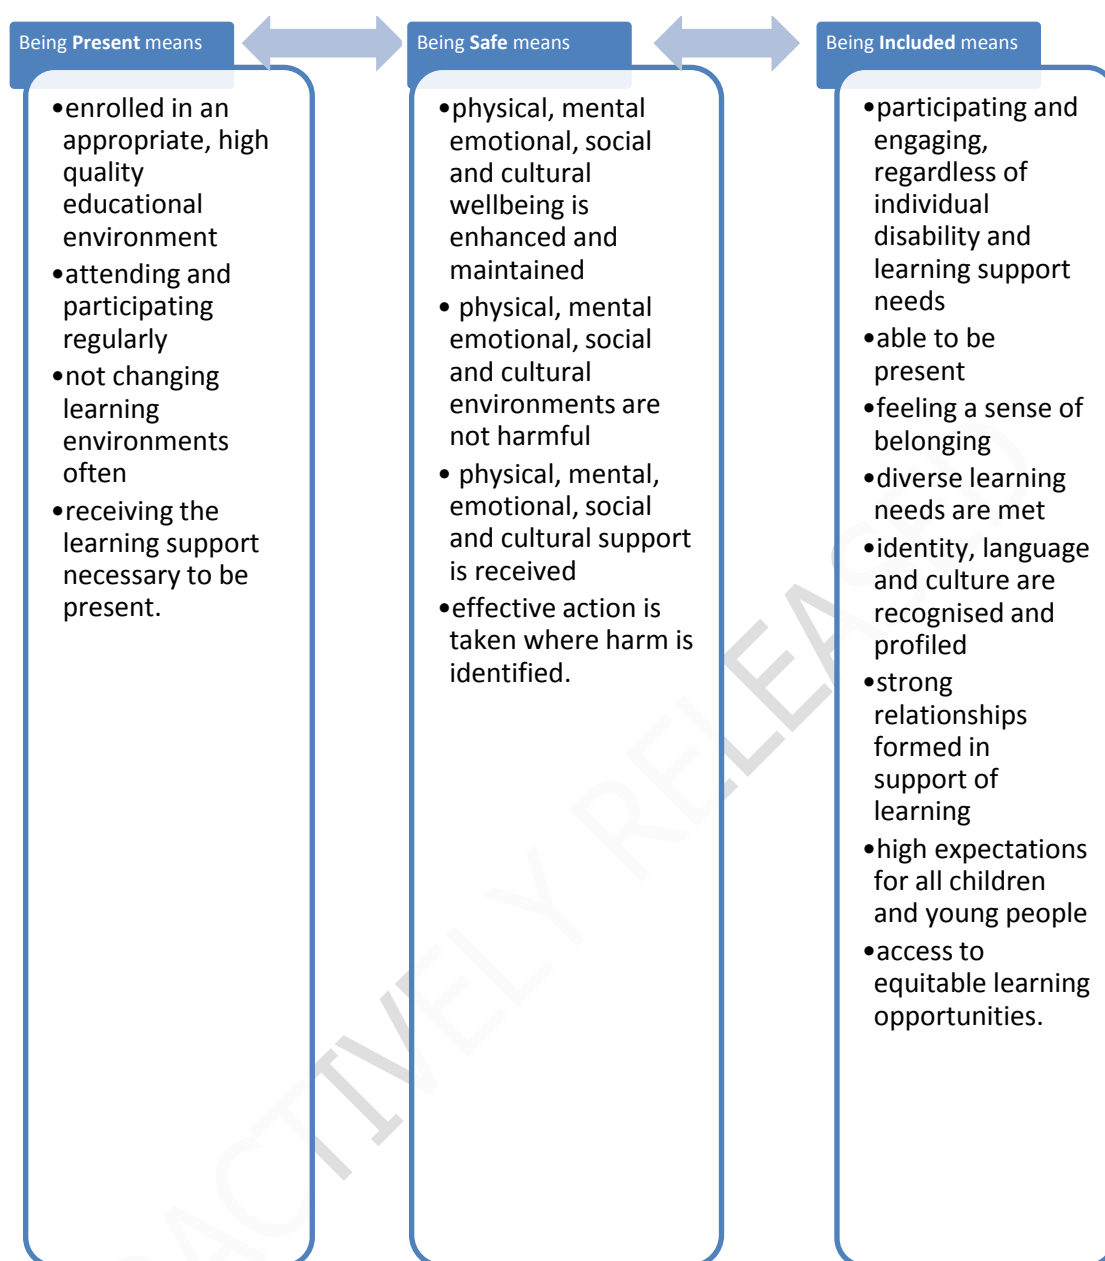 Being Present means
•enrolled in an
appropriate, high
quality
educational
environment
•attending and
participating
regularly
•not changing
learning
environments
often
•receiving the
learning support
necessary to be
present.
Being Safe means
•physical, mental
emotional, social
and cultural
wellbeing is
enhanced and
maintained
• physical, mental
emotional, social
and cultural
environments are
not harmful
• physical, mental,
emotional, social
and cultural support
is received
•effective action is
taken where harm is
identified.
Being Included means
•participating and
engaging,
regardless of
individual
disability and
learning support
needs
•able to be
present
•feeling a sense of
belonging
•diverse learning
needs are met
•identity, language
and culture are
recognised and
profiled
•strong
relationships
formed in
support of
learning
•high expectations
for all children
and young people
•access to
equitable learning
opportunities.